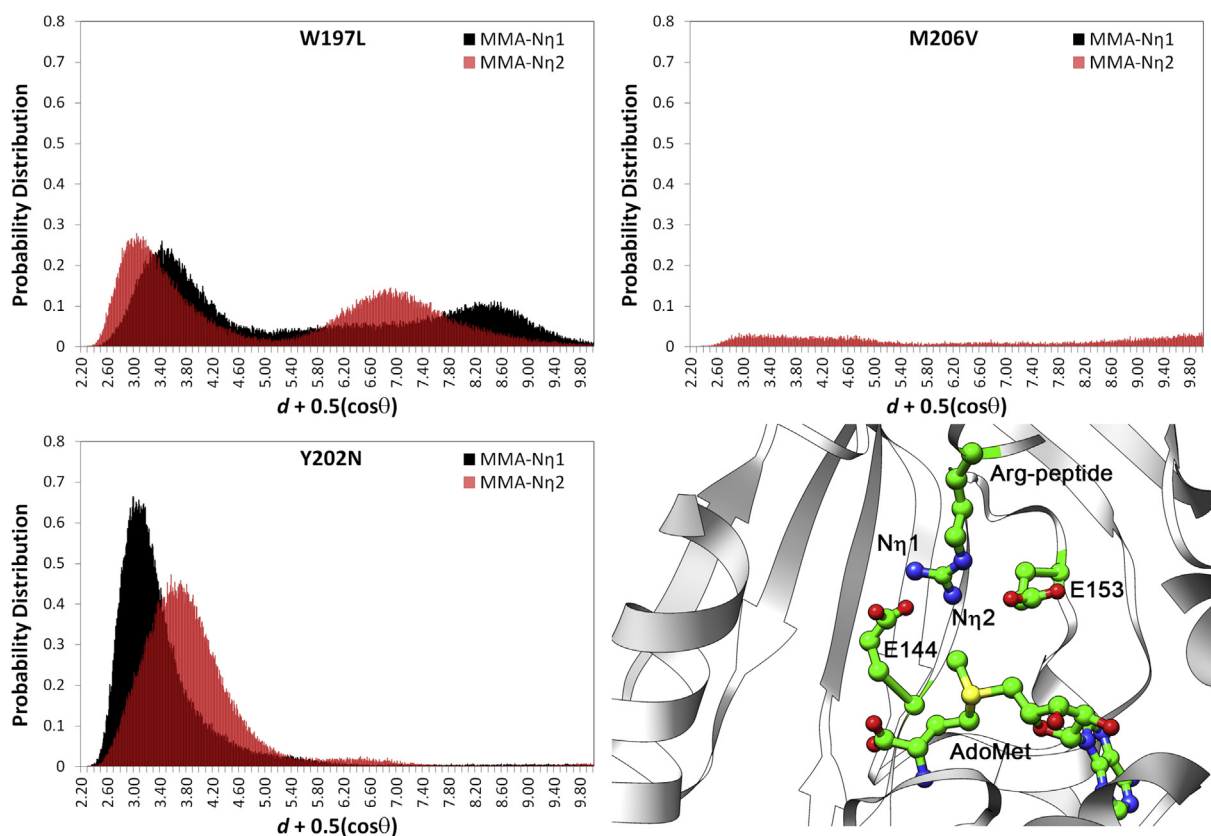 W197L
MMA-Nη1
MMA-Nη2
Probability Distribution
0.8
0.7
0.6
0.5
0.4
0.3
0.2
0.1
0
2.20 2.60 3.00 3.40 3.80 4.20 4.60 5.00 5.40 5.80 6.20 6.60 7.00 7.40 7.80 8.20 8.60 9.00 9.40 9.80
d + 0.5(cosθ)
M206V
MMA-Nη1
MMA-Nη2
Probability Distribution
0.8
0.7
0.6
0.5
0.4
0.3
0.2
0.1
0
2.20 2.60 3.00 3.40 3.80 4.20 4.60 5.00 5.40 5.80 6.20 6.60 7.00 7.40 7.80 8.20 8.60 9.00 9.40 9.80
d + 0.5(cosθ)
Y202N
MMA-Nη1
MMA-Nη2
Probability Distribution
0.8
0.7
0.6
0.5
0.4
0.3
0.2
0.1
0
2.20 2.60 3.00 3.40 3.80 4.20 4.60 5.00 5.40 5.80 6.20 6.60 7.00 7.40 7.80 8.20 8.60 9.00 9.40 9.80
d + 0.5(cosθ)
Arg-peptide
Nη1
E153
Nη2
E144
AdoMet